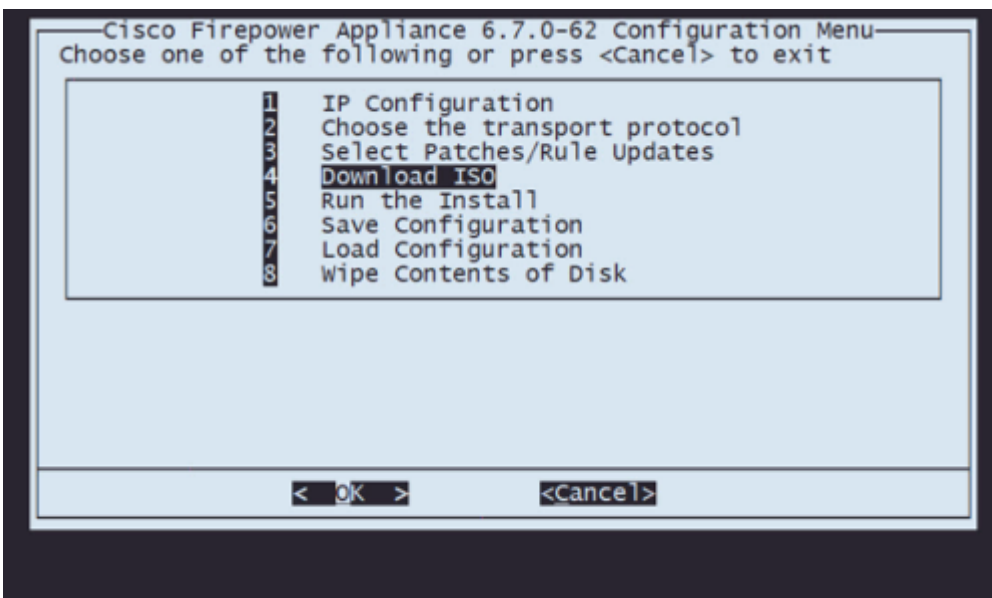 Cisco Firepower Appliance 6.7.0-62 Configuration Menu
Choose one of the following or press <Cancel> to exit
1 IP Configuration
2 Choose the transport protocol
3 Select Patches/Rule Updates
4 Download ISO
5 Run the Install
6 Save Configuration
7 Load Configuration
8 Wipe Contents of Disk
< OK > <Cancel>